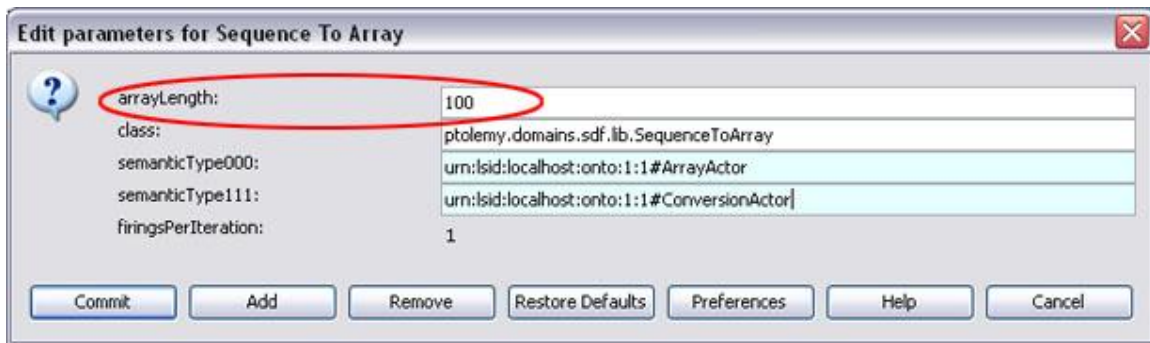 Edit parameters for Sequence To Array
?
arrayLength: 100
class: ptolemy.domains.sdf.lib.SequenceToArray
semanticType000: urn:lsid:localhost:onto:1:1#ArrayActor
semanticType111: urn:lsid:localhost:onto:1:1#ConversionActor
firingsPerIteration: 1
Commit Add Remove Restore Defaults Preferences Help Cancel